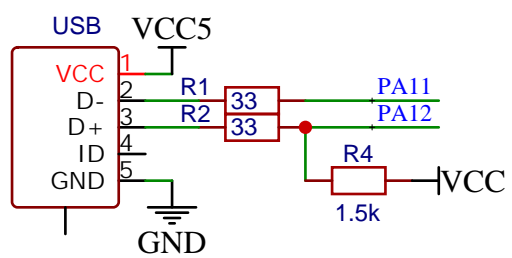 USB
VCC5
VCC 1
D- 2
D+ 3
ID 4
GND 5
R1 33 PA11
R2 33 PA12
R4
1.5k
VCC
GND